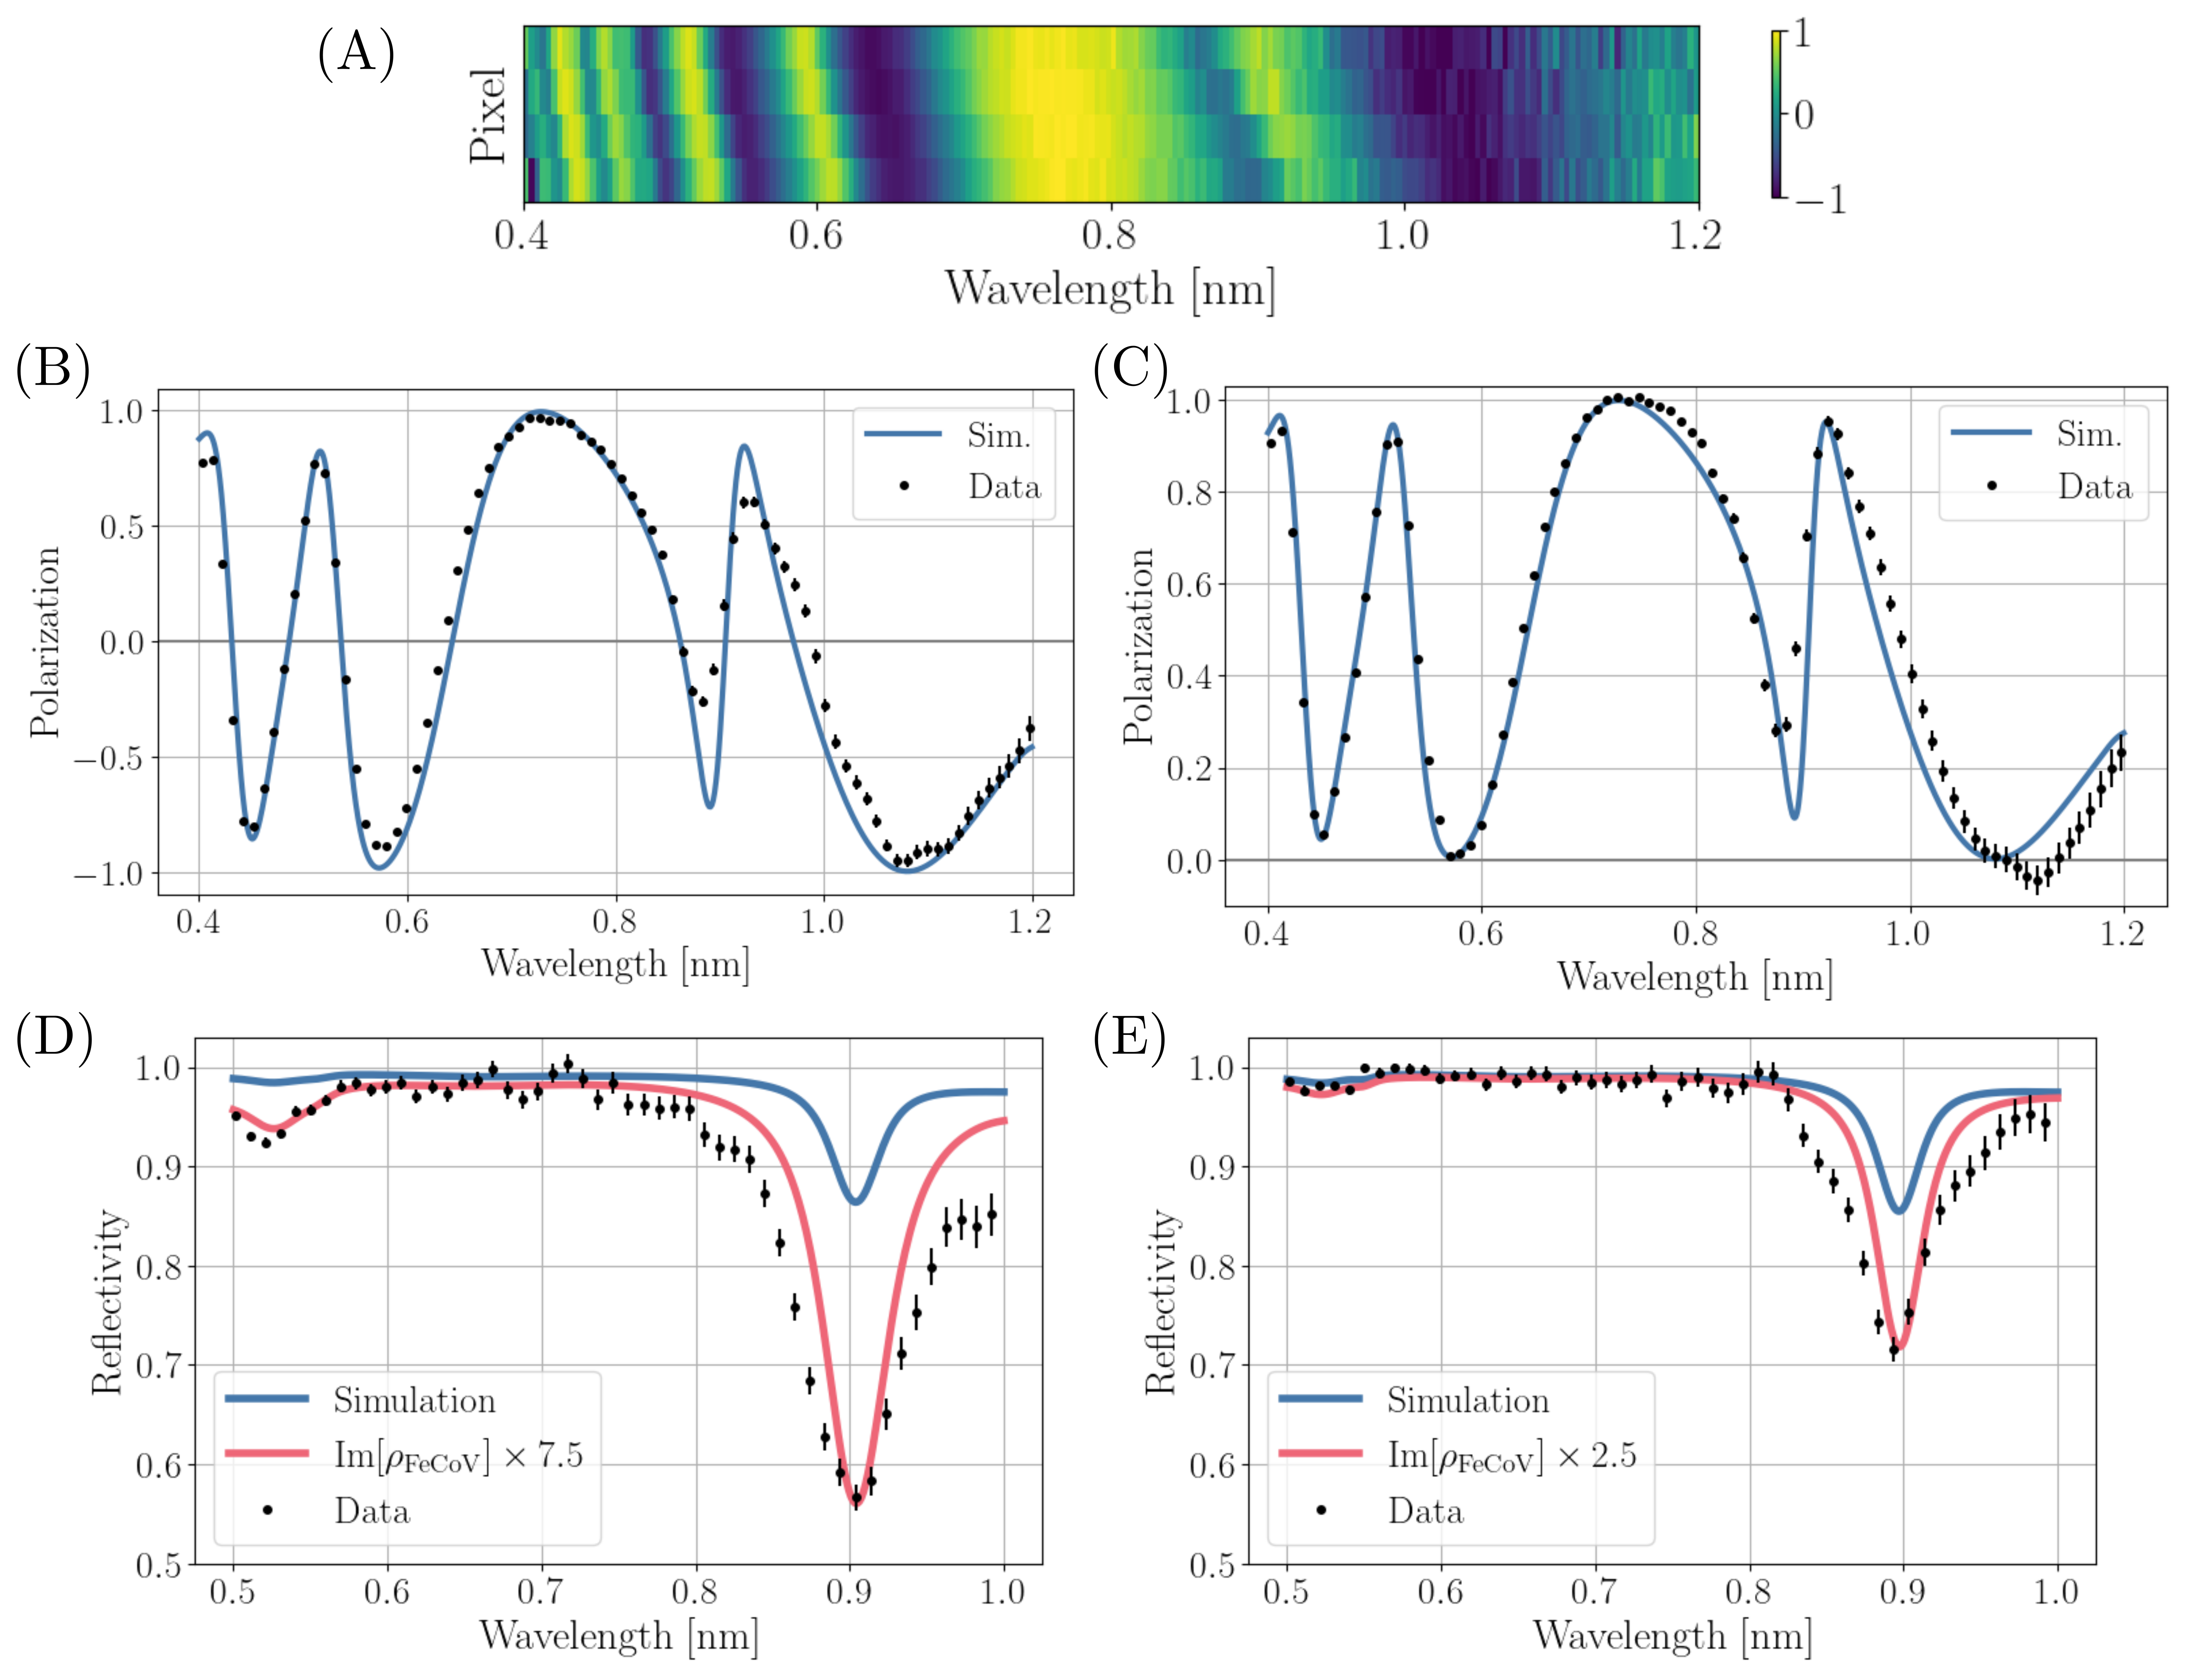 (A)
Pixel
1
0
−1
0.4 0.6 0.8 1.0 1.2
Wavelength [nm]
(B)
Polarization
1.0
0.5
0.0
−0.5
−1.0
Sim.
Data
0.4 0.6 0.8 1.0 1.2
Wavelength [nm]
(C)
Polarization
1.0
0.8
0.6
0.4
0.2
0.0
Sim.
Data
0.4 0.6 0.8 1.0 1.2
Wavelength [nm]
(D)
Reflectivity
1.0
0.9
0.8
0.7
0.6
0.5
Simulation
Im[ρFeCoV] × 7.5
Data
0.5 0.6 0.7 0.8 0.9 1.0
Wavelength [nm]
(E)
Reflectivity
1.0
0.9
0.8
0.7
0.6
0.5
Simulation
Im[ρFeCoV] × 2.5
Data
0.5 0.6 0.7 0.8 0.9 1.0
Wavelength [nm]